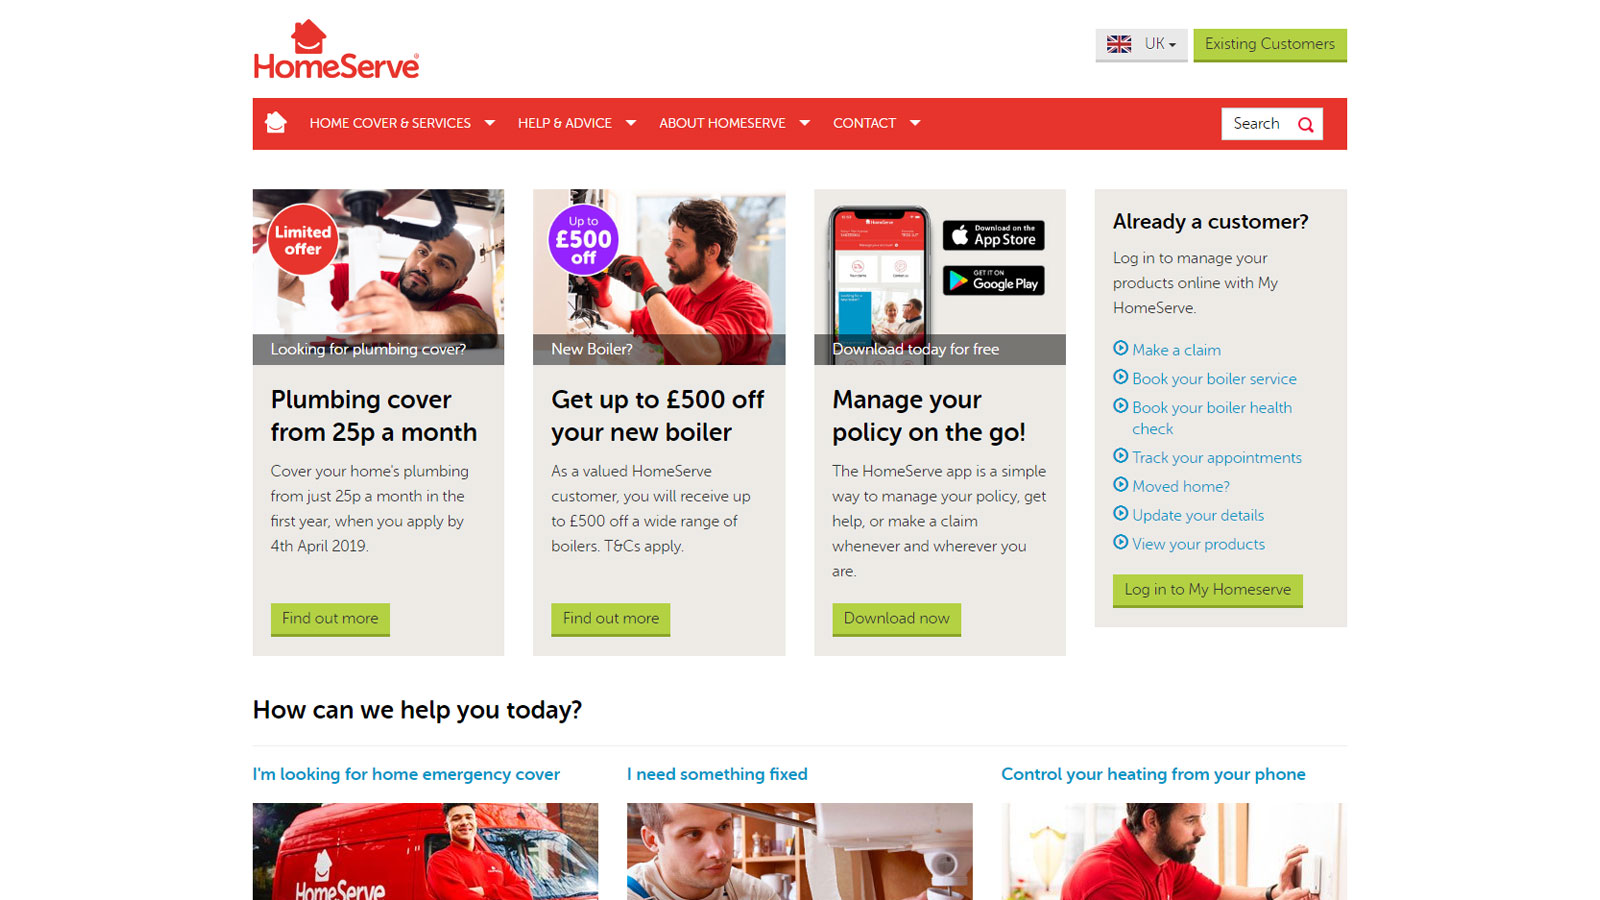 HomeServe
UK
Existing Customers
HOME COVER & SERVICES
HELP & ADVICE
ABOUT HOMESERVE
CONTACT
Search
Limited
offer
Looking for plumbing cover?
Plumbing cover
from 25p a month
Cover your home's plumbing
from just 25p a month in the
first year, when you apply by
4th April 2019.
Find out more
Up to
£500
off
New Boiler?
Get up to £500 off
your new boiler
As a valued HomeServe
customer, you will receive up
to £500 off a wide range of
boilers. T&Cs apply.
Find out more
HomeServe
Download on the
App Store
GET IT ON
Google Play
Download today for free
Manage your
policy on the go!
The HomeServe app is a simple
way to manage your policy, get
help, or make a claim
whenever and wherever you
are.
Download now
Already a customer?
Log in to manage your
products online with My
HomeServe.
Make a claim
Book your boiler service
Book your boiler health
check
Track your appointments
Moved home?
Update your details
View your products
Log in to My Homeserve
How can we help you today?
I'm looking for home emergency cover
I need something fixed
Control your heating from your phone
HomeServe